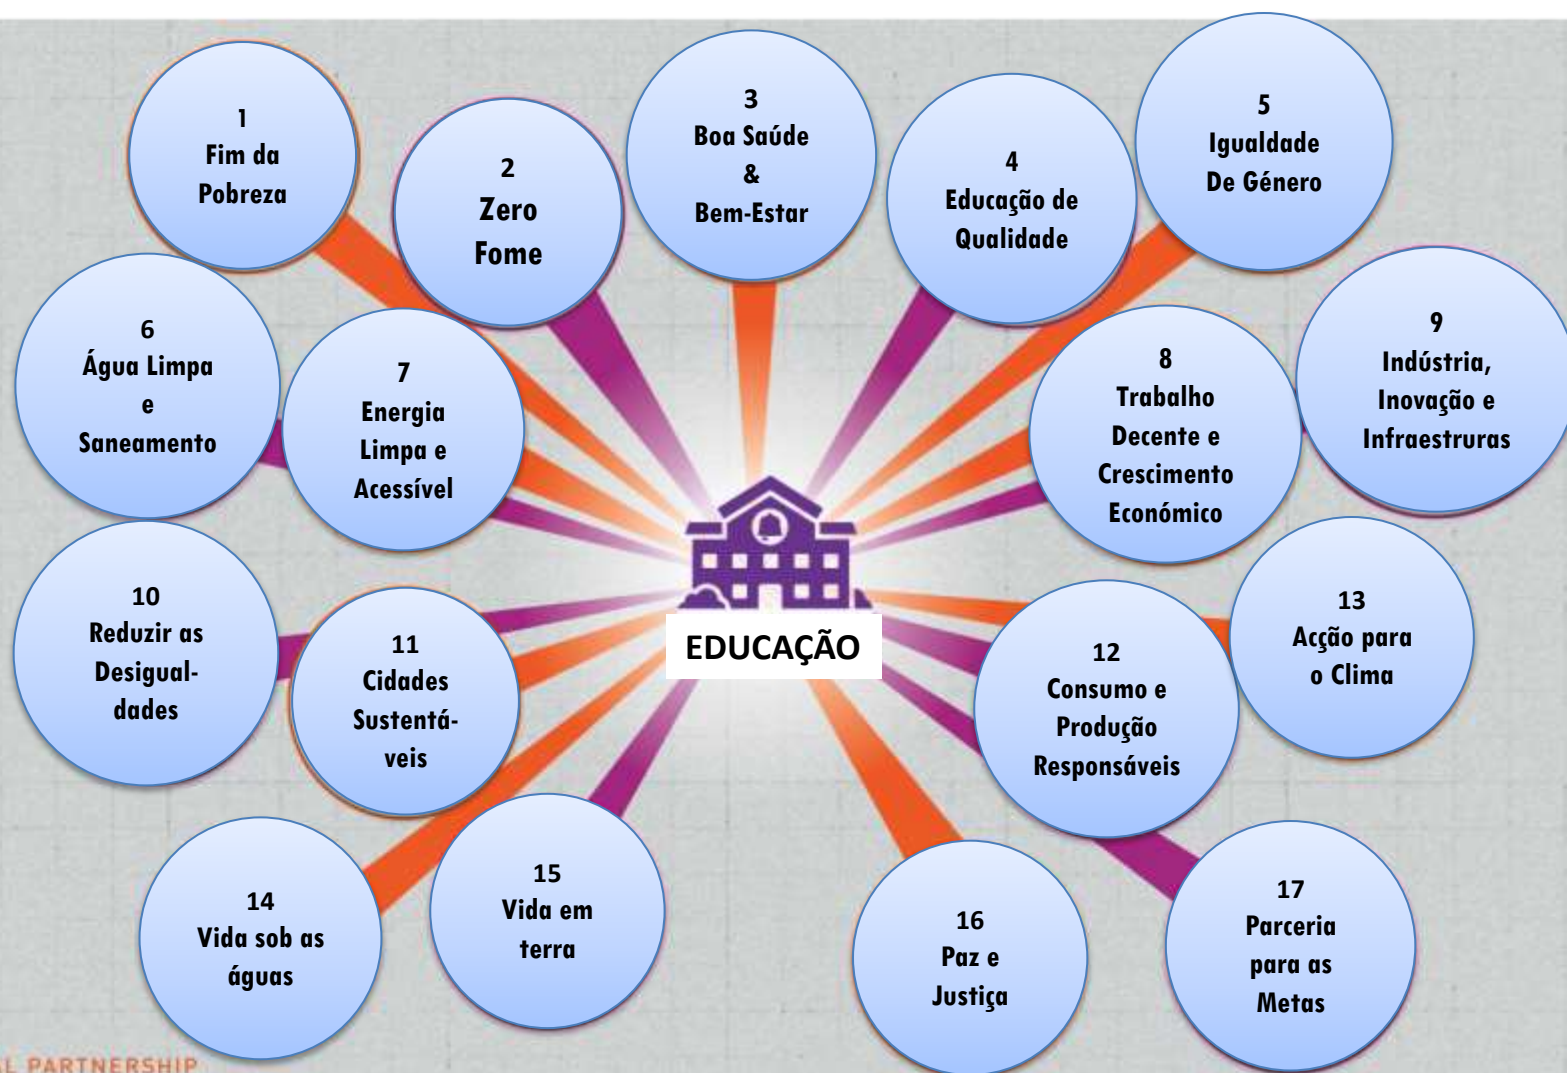 1
Fim da
Pobreza
2
Zero
Fome
3
Boa Saúde
&
Bem-Estar
4
Educação de
Qualidade
5
Igualdade
De Género
6
Água Limpa
e
Saneamento
7
Energia
Limpa e
Acessível
8
Trabalho
Decente e
Crescimento
Económico
9
Indústria,
Inovação e
Infraestruras
EDUCAÇÃO
10
Reduzir as
Desigual-
dades
11
Cidades
Sustentá-
veis
12
Consumo e
Produção
Responsáveis
13
Acção para
o Clima
14
Vida sob as
águas
15
Vida em
terra
16
Paz e
Justiça
17
Parceria
para as
Metas
AL PARTNERSHIP